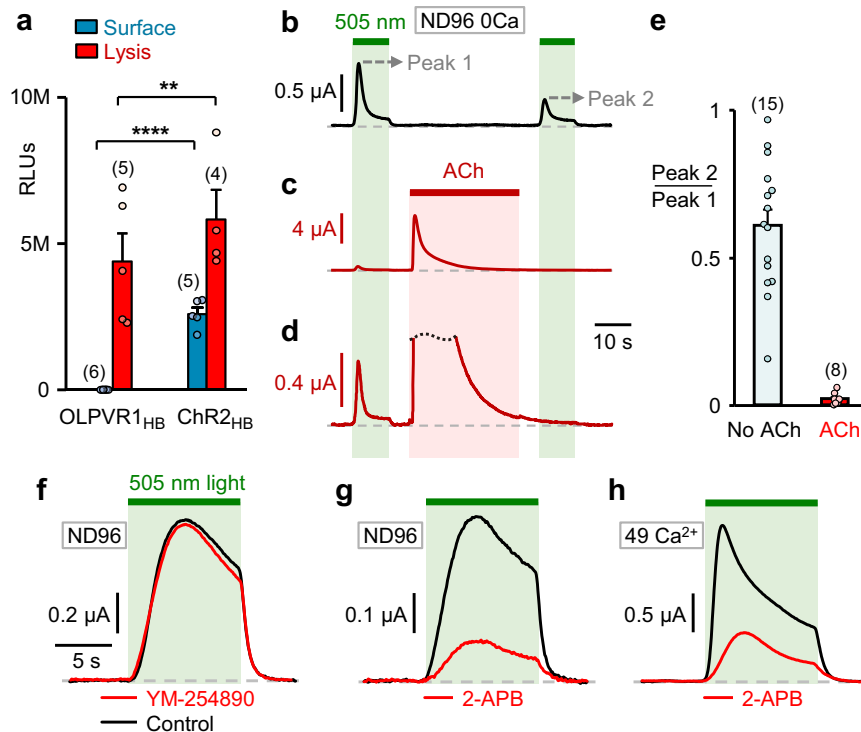 a
Surface
Lysis
10M
5M
0
RLUs
**
****
(6)
(5)
(5)
(4)
OLPVR1HB
ChR2HB
b
505 nm
ND96 0Ca
0.5 µA
Peak 1
Peak 2
c
ACh
4 µA
d
0.4 µA
10 s
e
Peak 2
Peak 1
1
0.5
0
(15)
(8)
No ACh
ACh
f
505 nm light
ND96
0.2 µA
5 s
YM-254890
Control
g
ND96
0.1 µA
2-APB
h
49 Ca²⁺
0.5 µA
2-APB